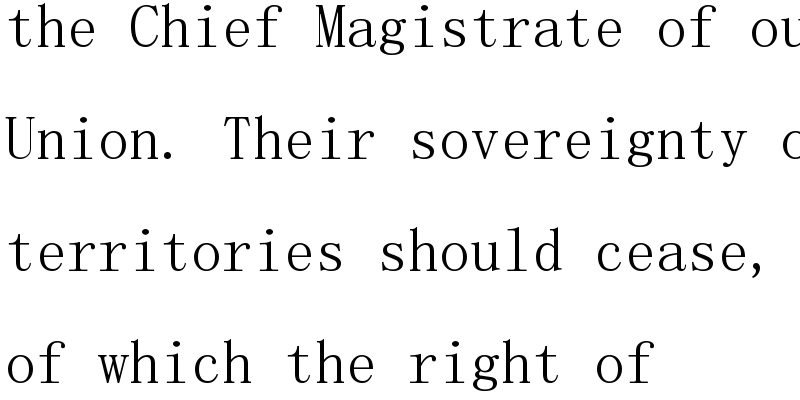 the Chief Magistrate of
Union. Their sovereignty
territories should cease,
of which the right of